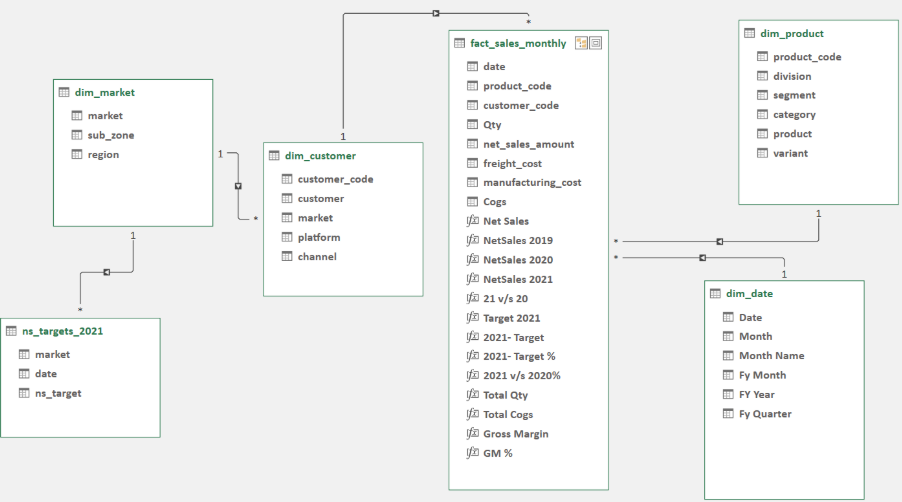 dim_market
market
sub_zone
region
1
1
ns_targets_2021
market
date
ns_target
*
dim_customer
customer_code
customer
market
platform
channel
1
*
fact_sales_monthly
date
product_code
customer_code
Qty
net_sales_amount
freight_cost
manufacturing_cost
Cogs
Net Sales
NetSales 2019
NetSales 2020
NetSales 2021
21 v/s 20
Target 2021
2021- Target
2021- Target %
2021 v/s 2020%
Total Qty
Total Cogs
Gross Margin
GM %
*
*
*
dim_product
product_code
division
segment
category
product
variant
1
dim_date
Date
Month
Month Name
Fy Month
FY Year
Fy Quarter
1